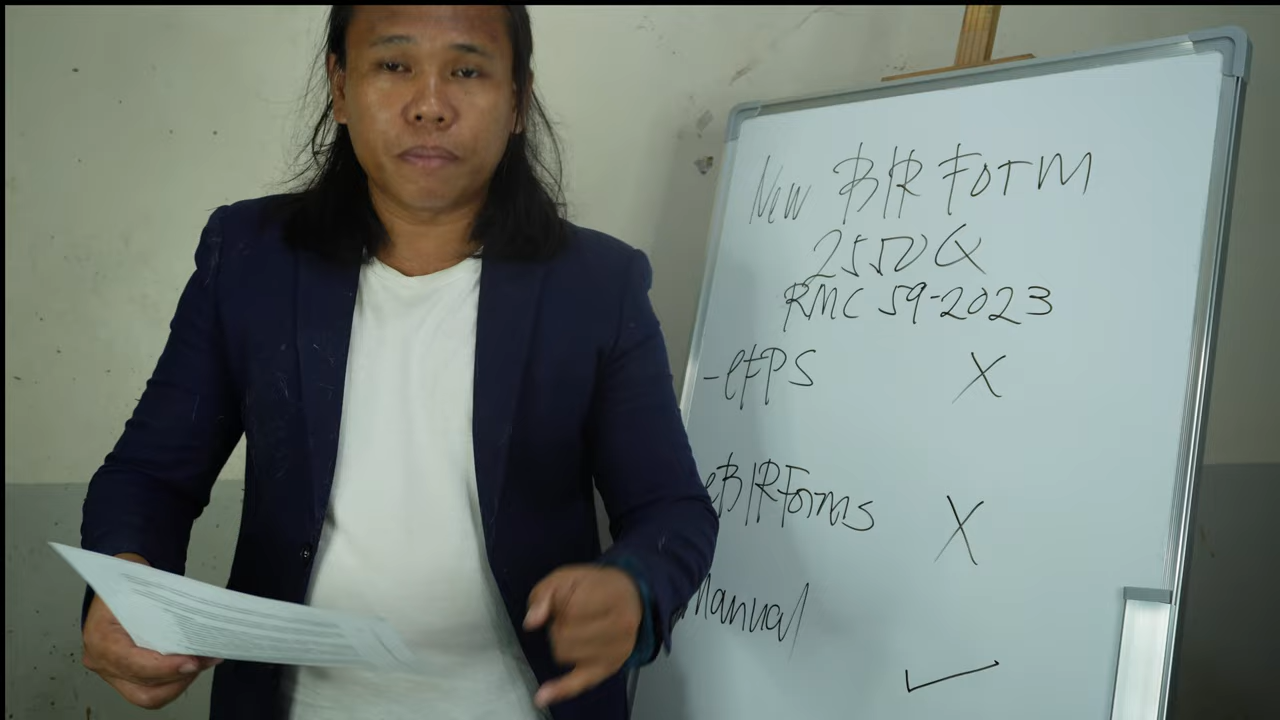 New BIR Form
2550Q
RMC 59-2023
-eFPS X
eBIRForms X
Manual ✓